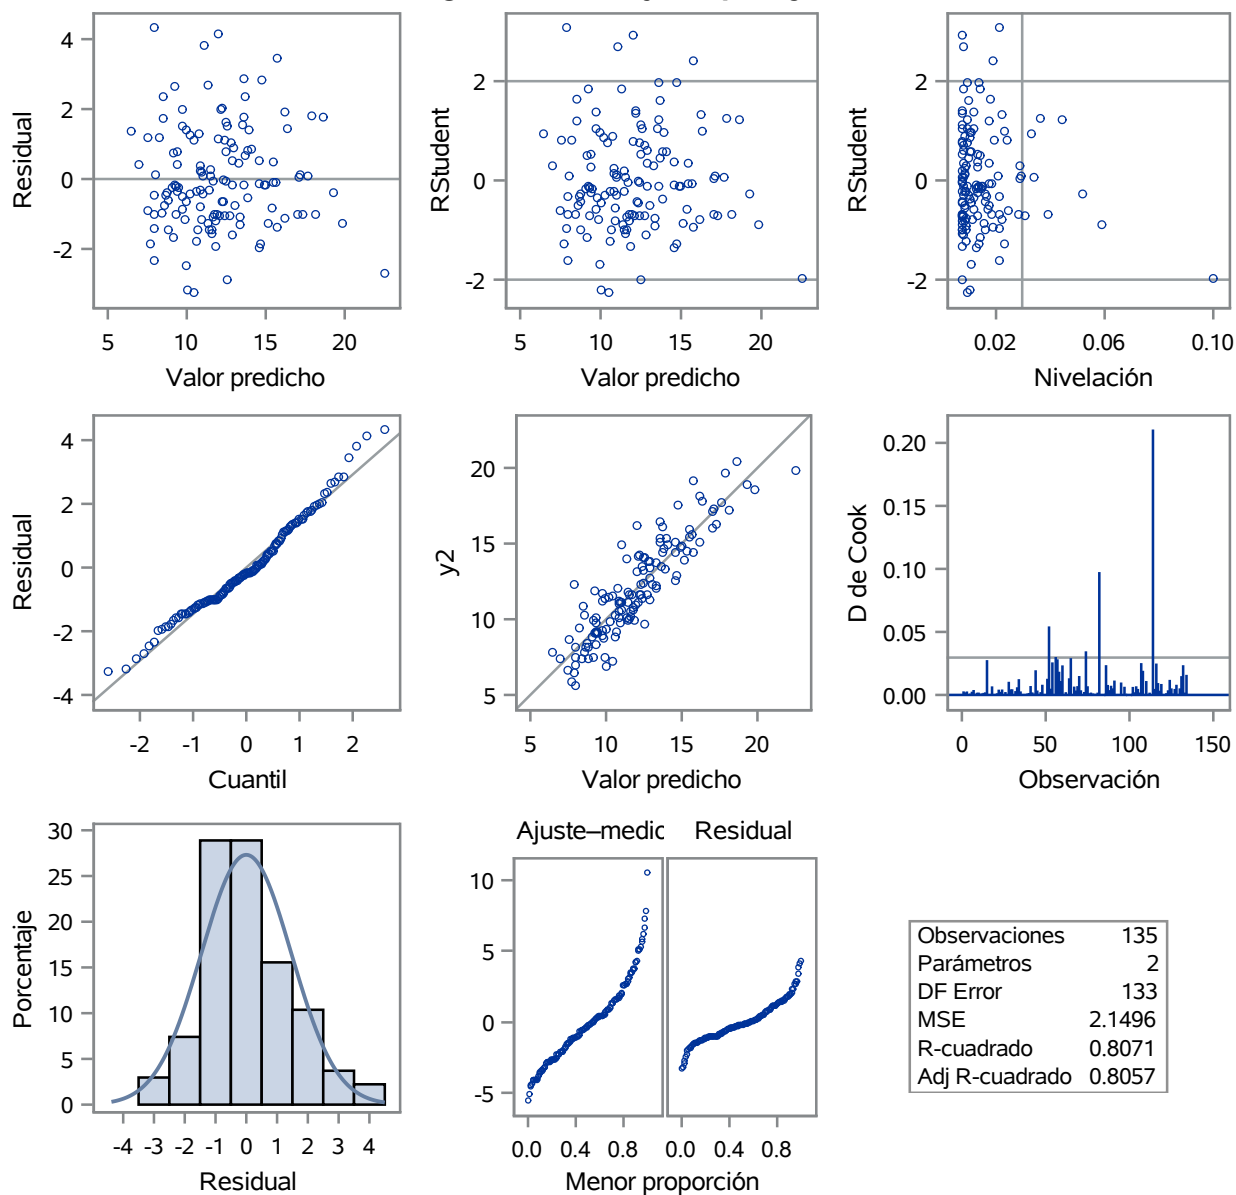 Residual
4
2
0
-2
5 10 15 20
Valor predicho
RStudent
2
0
-2
5 10 15 20
Valor predicho
RStudent
2
0
-2
0.02 0.06 0.10
Nivelación
Residual
4
2
0
-2
-4
-2 -1 0 1 2
Cuantil
y2
20
15
10
5
5 10 15 20
Valor predicho
D de Cook
0.20
0.15
0.10
0.05
0.00
0 50 100 150
Observación
Porcentaje
30
25
20
15
10
5
0
-4 -3 -2 -1 0 1 2 3 4
Residual
Ajuste–medic Residual
10
5
0
-5
0.0 0.4 0.8 0.0 0.4 0.8
Menor proporción
Observaciones 135
Parámetros 2
DF Error 133
MSE 2.1496
R-cuadrado 0.8071
Adj R-cuadrado 0.8057